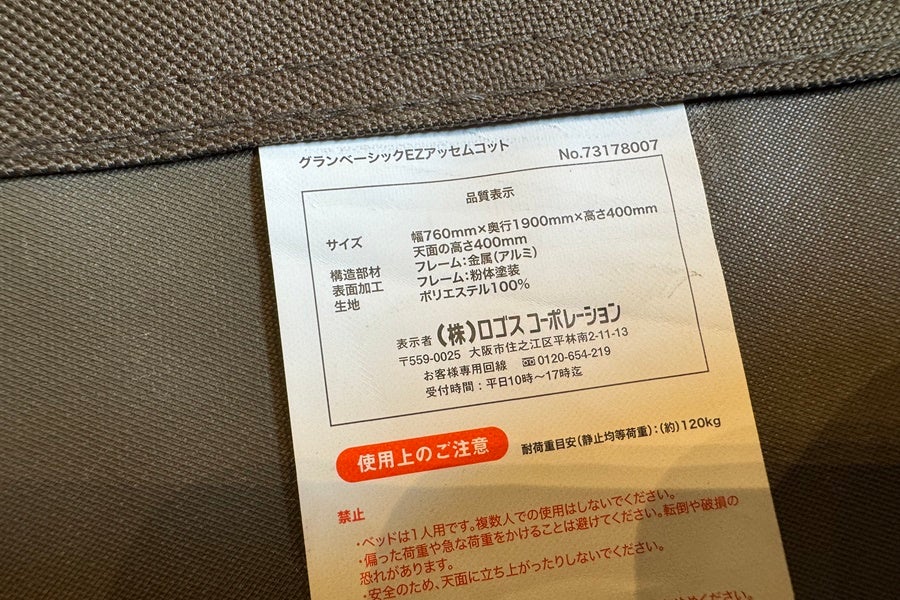 グランベーシックEZアッセムコット No.73178007
品質表示
サイズ 幅760mm×奥行1900mm×高さ400mm
天面の高さ400mm
構造部材 フレーム:金属(アルミ)
表面加工 フレーム:粉体塗装
生地 ポリエステル100%
表示者 (株)ロゴス コーポレーション
〒559-0025 大阪市住之江区平林南2-11-13
お客様専用回線 0120-654-219
受付時間:平日10時〜17時迄
使用上のご注意 耐荷重目安(静止均等荷重):(約)120kg
禁止
・ベッドは1人用です。複数人での使用はしないでください。
・偏った荷重や急な荷重をかけることは避けてください。転倒や破損の
恐れがあります。
・安全のため、天面に立ち上がったりしないでください。